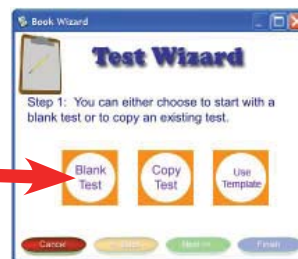 Book Wizard
Test Wizard
Step 1: You can either choose to start with a
blank test or to copy an existing test.
Blank
Test
Copy
Test
Use
Template
Cancel
Next >>
Finish